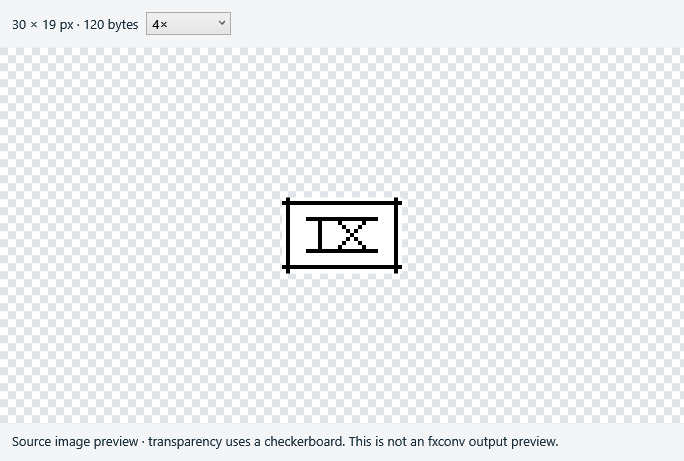 30 × 19 px · 120 bytes 4×
IX
Source image preview · transparency uses a checkerboard. This is not an fxconv output preview.